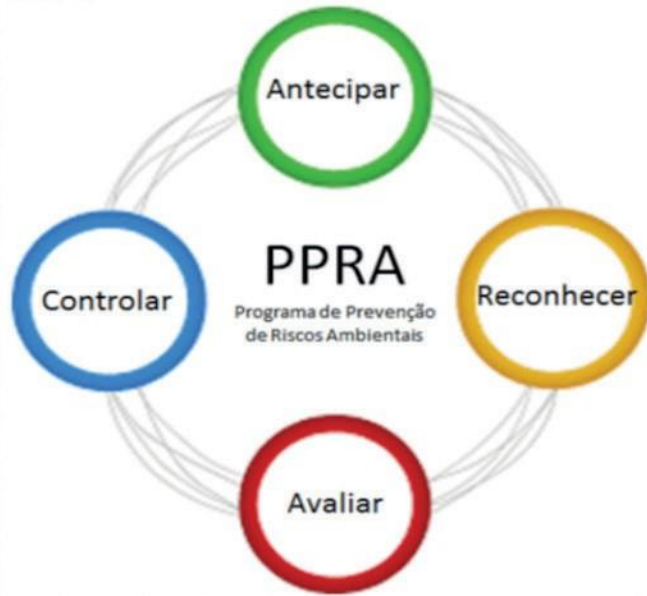 Antecipar
PPRA
Programa de Prevenção
de Riscos Ambientais
Controlar
Reconhecer
Avaliar